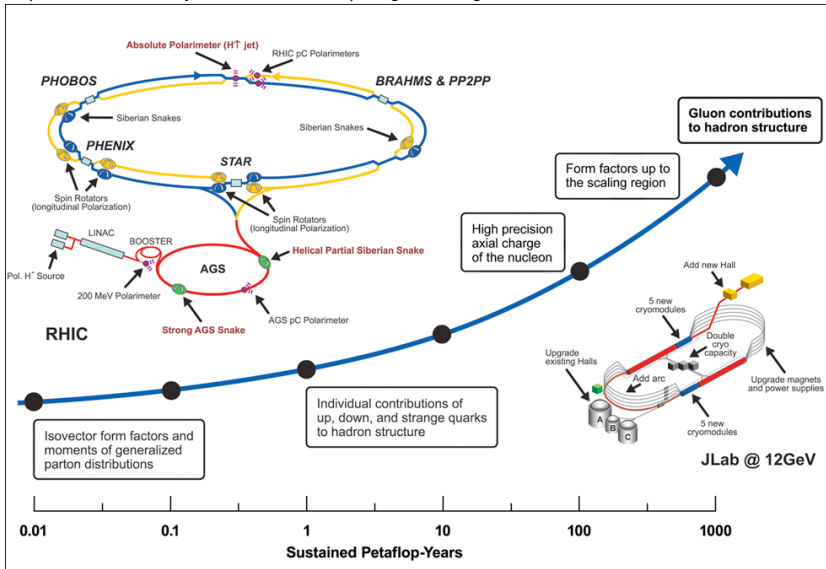 Absolute Polarimeter (H↑ jet)
RHIC pC Polarimeters
PHOBOS
BRAHMS & PP2PP
Siberian Snakes
Siberian Snakes
PHENIX
STAR
Spin Rotators
(longitudinal Polarization)
Spin Rotators
(longitudinal Polarization)
LINAC
BOOSTER
Pol. H⁻ Source
AGS
Helical Partial Siberian Snake
200 MeV Polarimeter
AGS pC Polarimeter
RHIC
Strong AGS Snake
Gluon contributions
to hadron structure
Form factors up to
the scaling region
High precision
axial charge
of the nucleon
Add new Hall
5 new
cryomodules
Double
cryo
capacity
Upgrade
existing Halls
Add arc
Upgrade magnets
and power supplies
A
B
C
5 new
cryomodules
JLab @ 12GeV
Isovector form factors and
moments of generalized
parton distributions
Individual contributions of
up, down, and strange quarks
to hadron structure
0.01
0.1
1
10
100
1000
Sustained Petaflop-Years